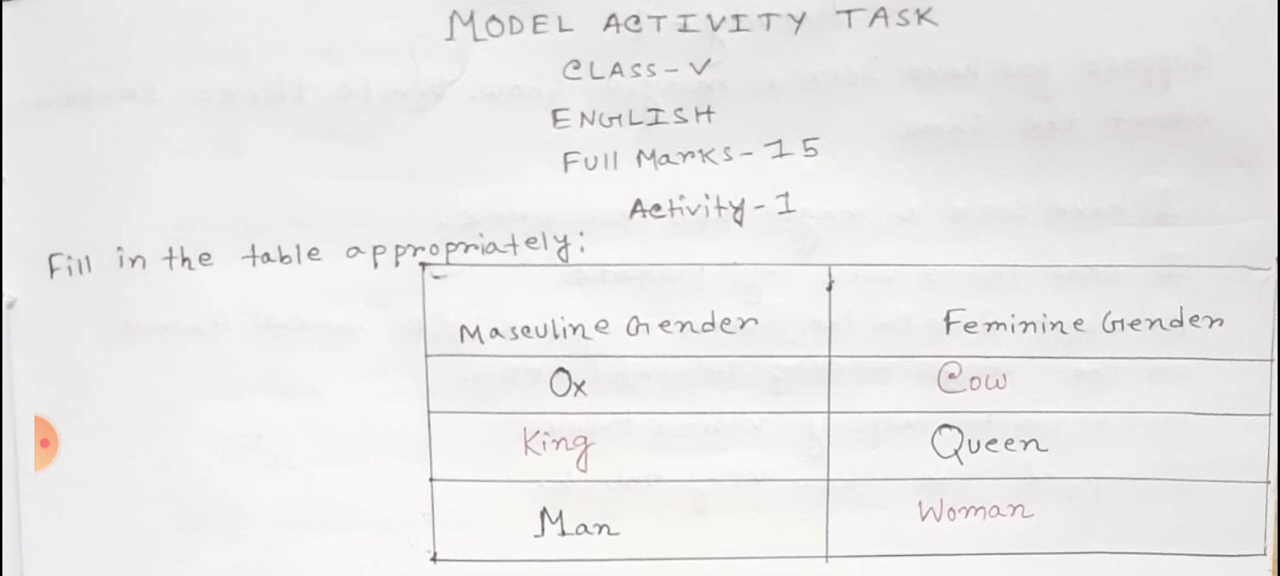 MODEL ACTIVITY TASK
CLASS-V
ENGLISH
Full Marks-15
Activity-1
Fill in the table appropriately:
Masculine Gender Feminine Gender
Ox Cow
King Queen
Man Woman